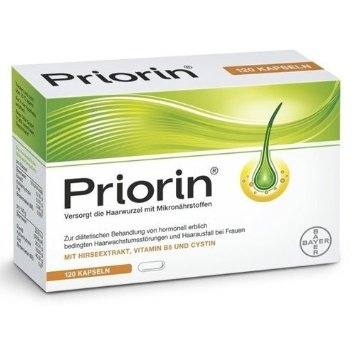 Priorin®
120 KAPSELN
Priorin®
Versorgt die Haarwurzel mit Mikronährstoffen
Zur diätetischen Behandlung von hormonell erblich
bedingten Haarwachstumsstörungen und Haarausfall bei Frauen
MIT HIRSEEXTRAKT, VITAMIN B5 UND CYSTIN
120 KAPSELN
BAYER
BAYER